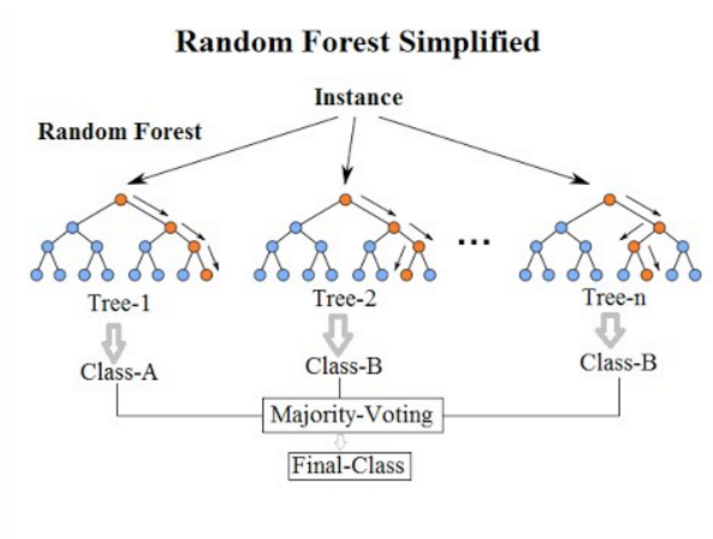 Random Forest Simplified
Instance
Random Forest
...
Tree-1
Tree-2
Tree-n
Class-A
Class-B
Class-B
Majority-Voting
Final-Class